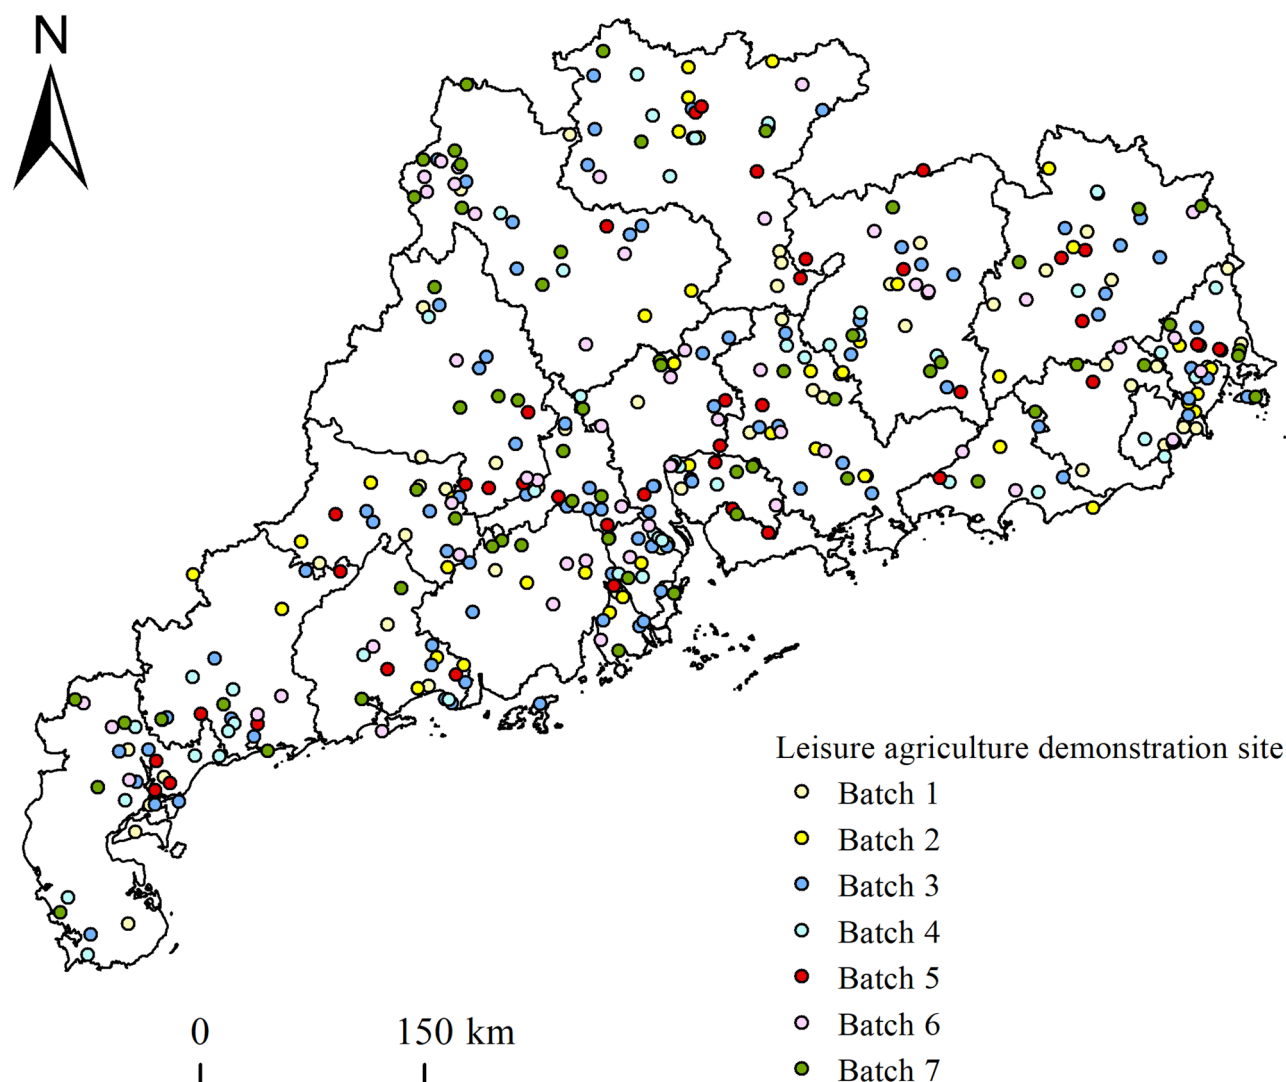 N
Leisure agriculture demonstration site
Batch 1
Batch 2
Batch 3
Batch 4
Batch 5
Batch 6
Batch 7
0 150 km